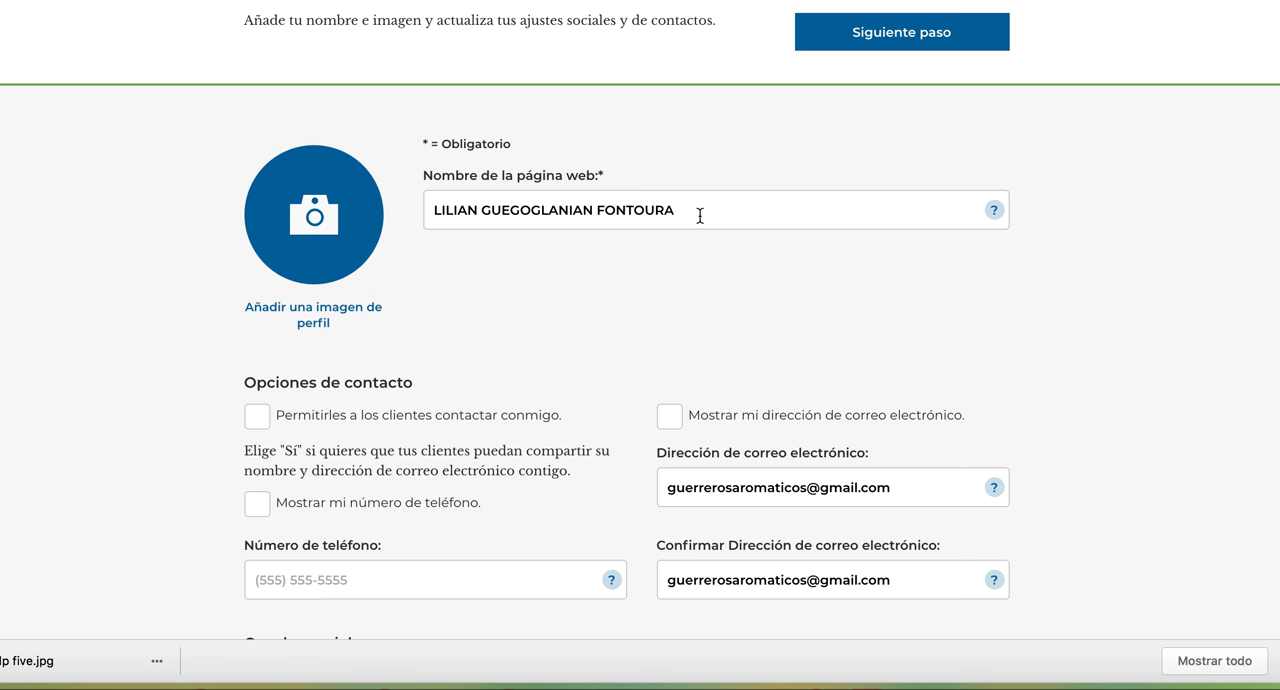 Añade tu nombre e imagen y actualiza tus ajustes sociales y de contactos.
Siguiente paso
* = Obligatorio
Nombre de la página web:*
LILIAN GUEGOGLANIAN FONTOURA
?
Añadir una imagen de
perfil
Opciones de contacto
Permitirles a los clientes contactar conmigo.
Elige "Sí" si quieres que tus clientes puedan compartir su
nombre y dirección de correo electrónico contigo.
Mostrar mi número de teléfono.
Número de teléfono:
(555) 555-5555
?
Mostrar mi dirección de correo electrónico.
Dirección de correo electrónico:
guerrerosaromaticos@gmail.com
?
Confirmar Dirección de correo electrónico:
guerrerosaromaticos@gmail.com
?
five.jpg
Mostrar todo